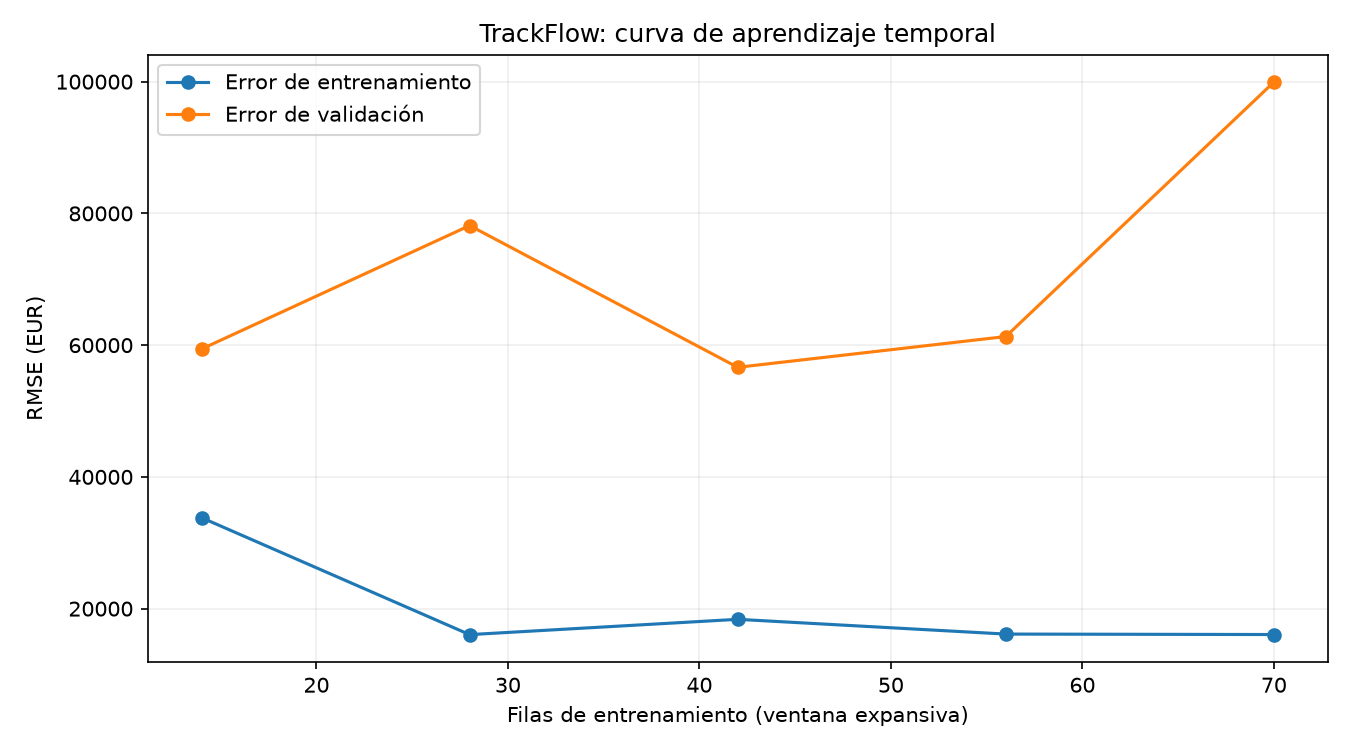 TrackFlow: curva de aprendizaje temporal
Error de entrenamiento
Error de validación
100000
80000
60000
40000
20000
RMSE (EUR)
20 30 40 50 60 70
Filas de entrenamiento (ventana expansiva)